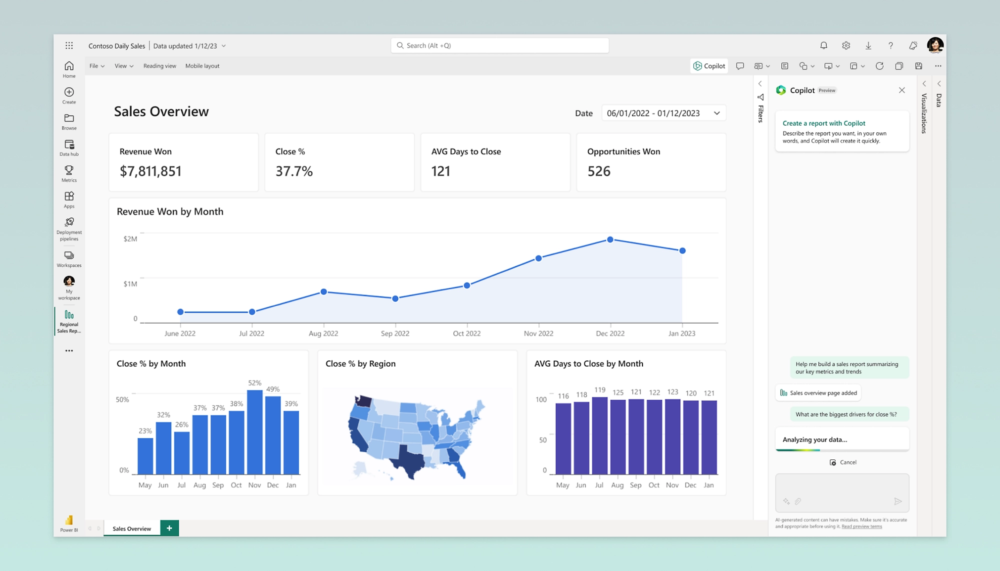 Contoso Daily Sales
Data updated 1/12/23
Search (Alt +Q)
File
View
Reading view
Mobile layout
Copilot
Home
Create
Browse
Data hub
Metrics
Apps
Deployment
pipelines
Workspaces
My
workspace
Regional
Sales Rep...
Power BI
Sales Overview
Date
06/01/2022 - 01/12/2023
Revenue Won
$7,811,851
Close %
37.7%
AVG Days to Close
121
Opportunities Won
526
Revenue Won by Month
$2M
$1M
0
June 2022
Jul 2022
Aug 2022
Sep 2022
Oct 2022
Nov 2022
Dec 2022
Jan 2023
Close % by Month
50%
0%
23%
32%
26%
37%
37%
38%
52%
49%
39%
May
Jun
Jul
Aug
Sep
Oct
Nov
Dec
Jan
Close % by Region
AVG Days to Close by Month
100
50
0
116
118
119
125
121
122
123
120
121
May
Jun
Jul
Aug
Sep
Oct
Nov
Dec
Jan
Sales Overview
Filters
Copilot
Preview
Create a report with Copilot
Describe the report you want, in your own
words, and Copilot will create it quickly.
Help me build a sales report summarizing
our key metrics and trends
Sales overview page added
What are the biggest drivers for close %?
Analyzing your data...
Cancel
AI-generated content can have mistakes. Make sure it's accurate
and appropriate before using it. Read preview terms
Visualizations
Data